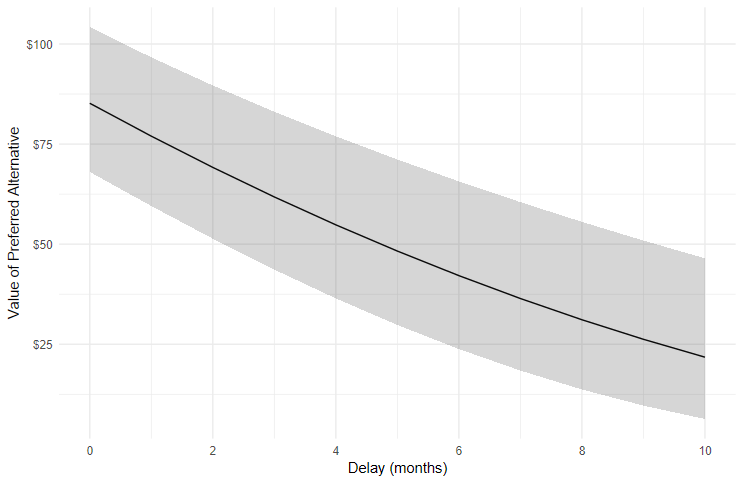 Value of Preferred Alternative
$100
$75
$50
$25
0 2 4 6 8 10
Delay (months)